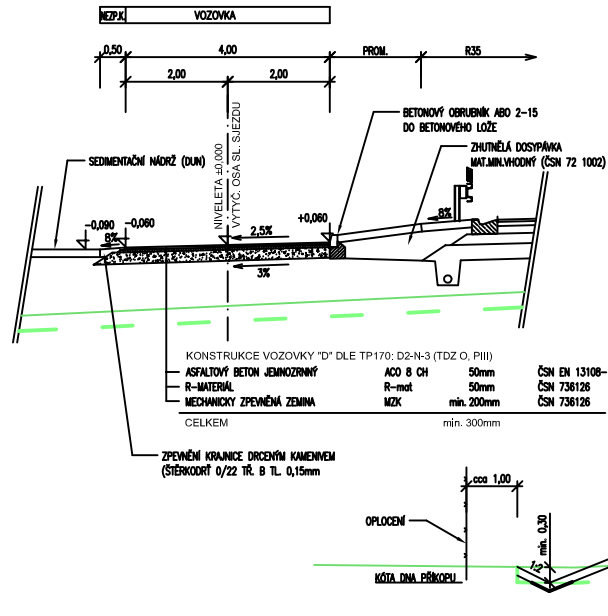 NEZP.K. VOZOVKA
0,50 4,00 PROM. R35
2,00 2,00
NIVELETA ±0,000
VYTYČ. OSA SL. SJEZDU
BETONOVÝ OBRUBNÍK ABO 2-15
DO BETONOVÉHO LOŽE
ZHUTNĚLÁ DOSYPÁVKA
MAT.MIN.VHODNÝ (ČSN 72 1002)
SEDIMENTAČNÍ NÁDRŽ (DUN)
-0,090 -0,060 +0,060 8%
8% 2,5%
3%
KONSTRUKCE VOZOVKY "D" DLE TP170: D2-N-3 (TDZ O, PIII)
ASFALTOVÝ BETON JEMNOZRNNÝ ACO 8 CH 50mm ČSN EN 13108-
R-MATERIÁL R-mat 50mm ČSN 736126
MECHANICKY ZPEVNĚNÁ ZEMINA MZK min. 200mm ČSN 736126
CELKEM min. 300mm
ZPEVNĚNÍ KRAJNICE DRCENÝM KAMENIVEM
(ŠTĚRKODRŤ 0/22 TŘ. B TL. 0,15mm
cca 1,00
OPLOCENÍ
min. 0,30
1:2
KÓTA DNA PŘÍKOPU